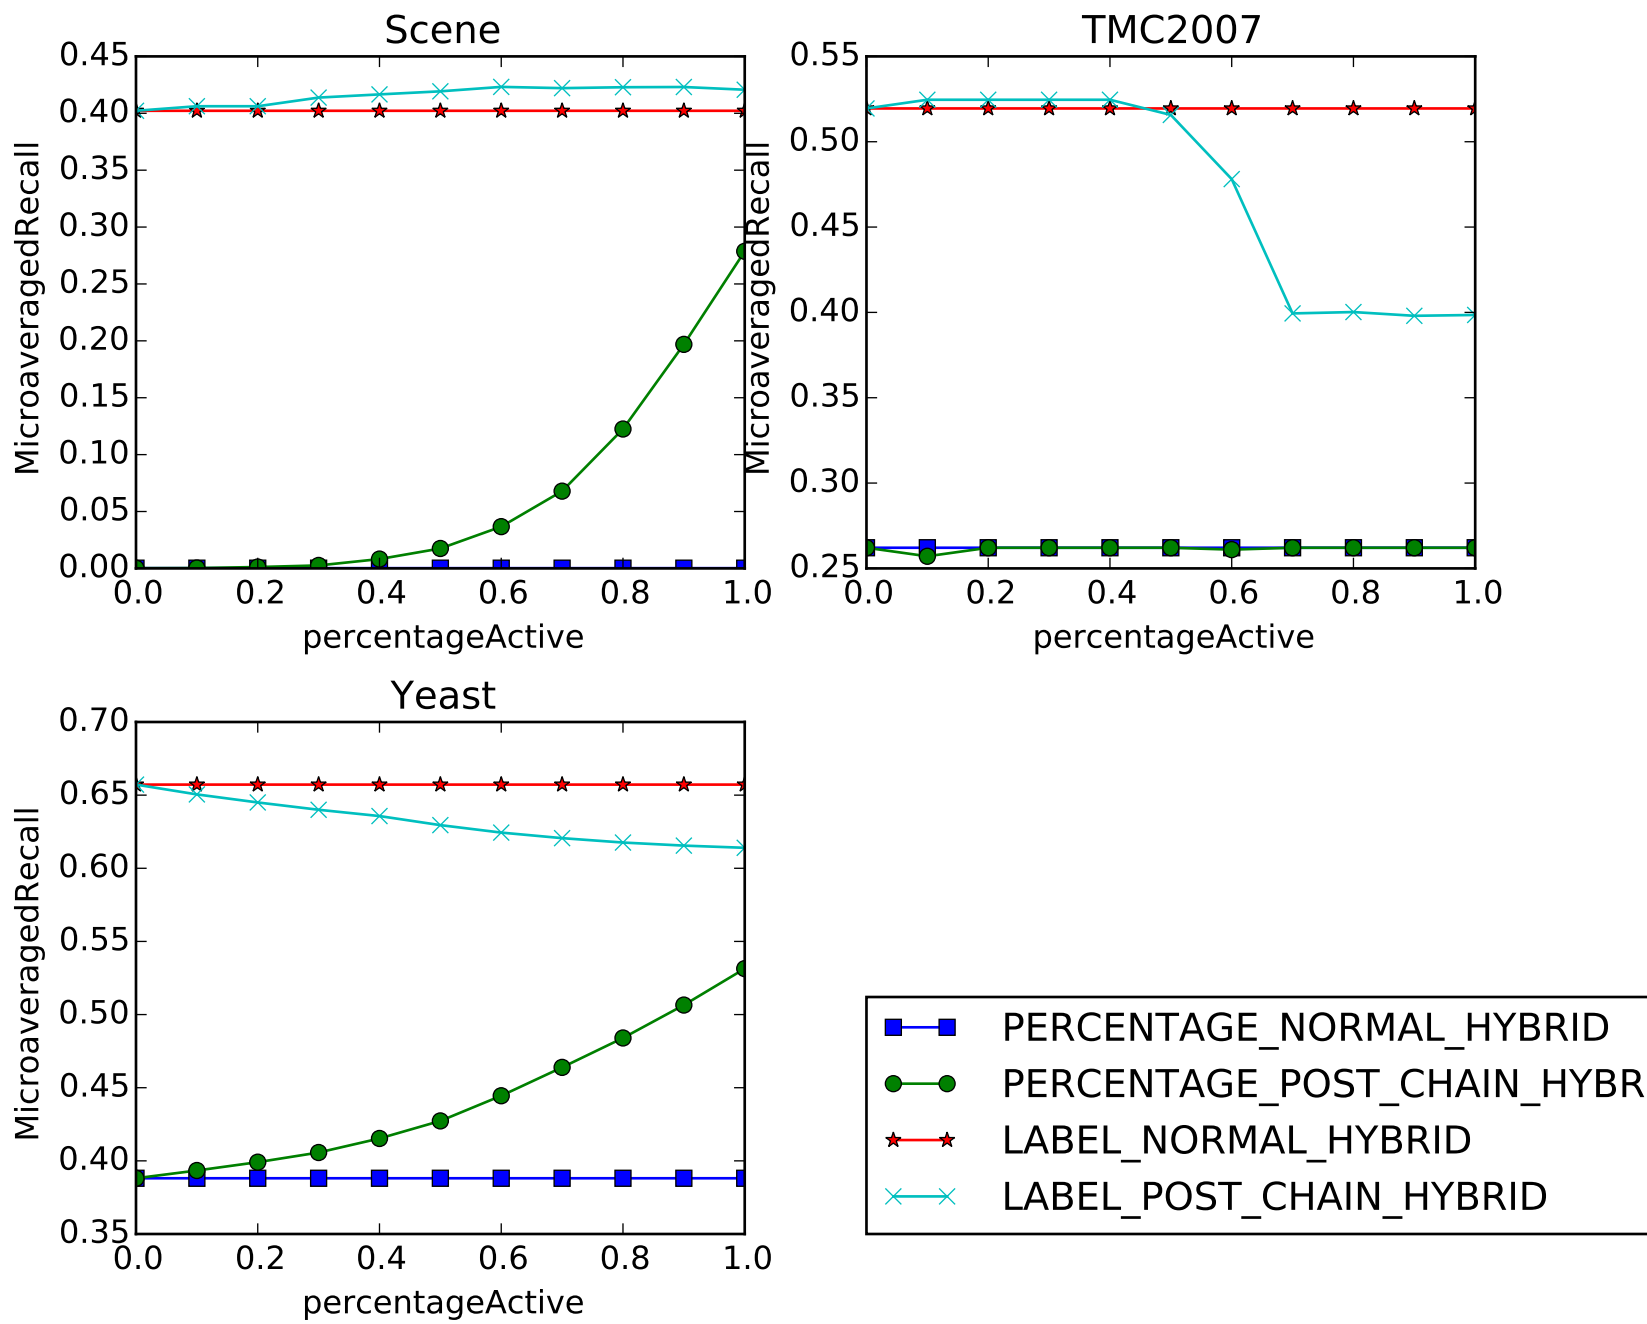 Scene
0.45
0.40
0.35
0.30
0.25
0.20
0.15
0.10
0.05
0.00
MicroaveragedRecall
0.0 0.2 0.4 0.6 0.8 1.0
percentageActive
TMC2007
0.55
0.50
0.45
0.40
0.35
0.30
0.25
MicroaveragedRecall
0.0 0.2 0.4 0.6 0.8 1.0
percentageActive
Yeast
0.70
0.65
0.60
0.55
0.50
0.45
0.40
0.35
MicroaveragedRecall
0.0 0.2 0.4 0.6 0.8 1.0
percentageActive
PERCENTAGE_NORMAL_HYBRID
PERCENTAGE_POST_CHAIN_HYBR
LABEL_NORMAL_HYBRID
LABEL_POST_CHAIN_HYBRID